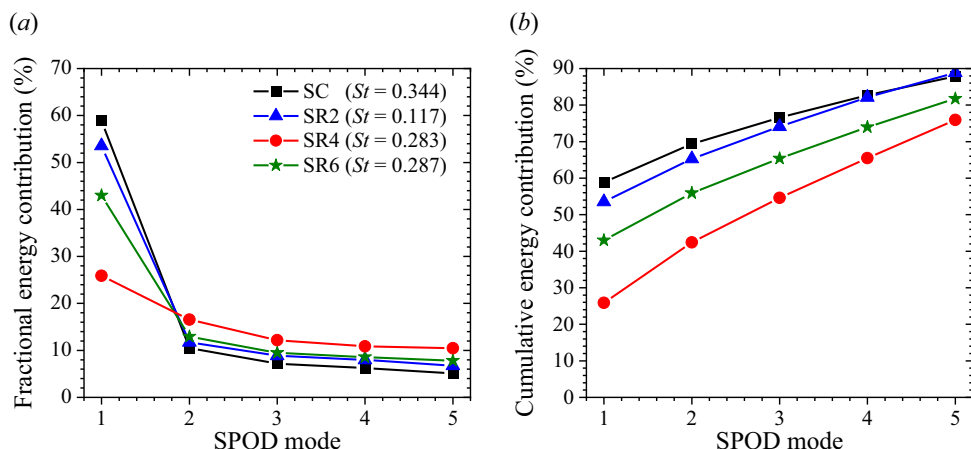 (a)
70
60
50
40
30
20
10
0
Fractional energy contribution (%)
SC (St = 0.344)
SR2 (St = 0.117)
SR4 (St = 0.283)
SR6 (St = 0.287)
1 2 3 4 5
SPOD mode
(b)
90
80
70
60
50
40
30
20
10
0
Cumulative energy contribution (%)
1 2 3 4 5
SPOD mode